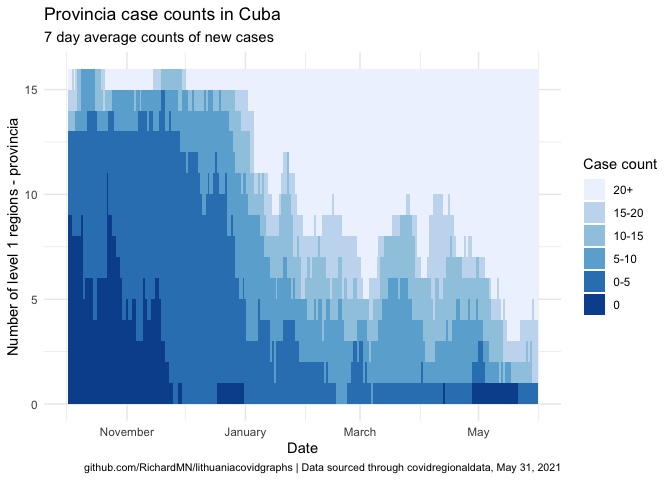 Provincia case counts in Cuba
7 day average counts of new cases
Number of level 1 regions - provincia
15
10
5
0
November
January
March
May
Date
Case count
20+
15-20
10-15
5-10
0-5
0
github.com/RichardMN/lithuaniacovidgraphs | Data sourced through covidregionaldata, May 31, 2021